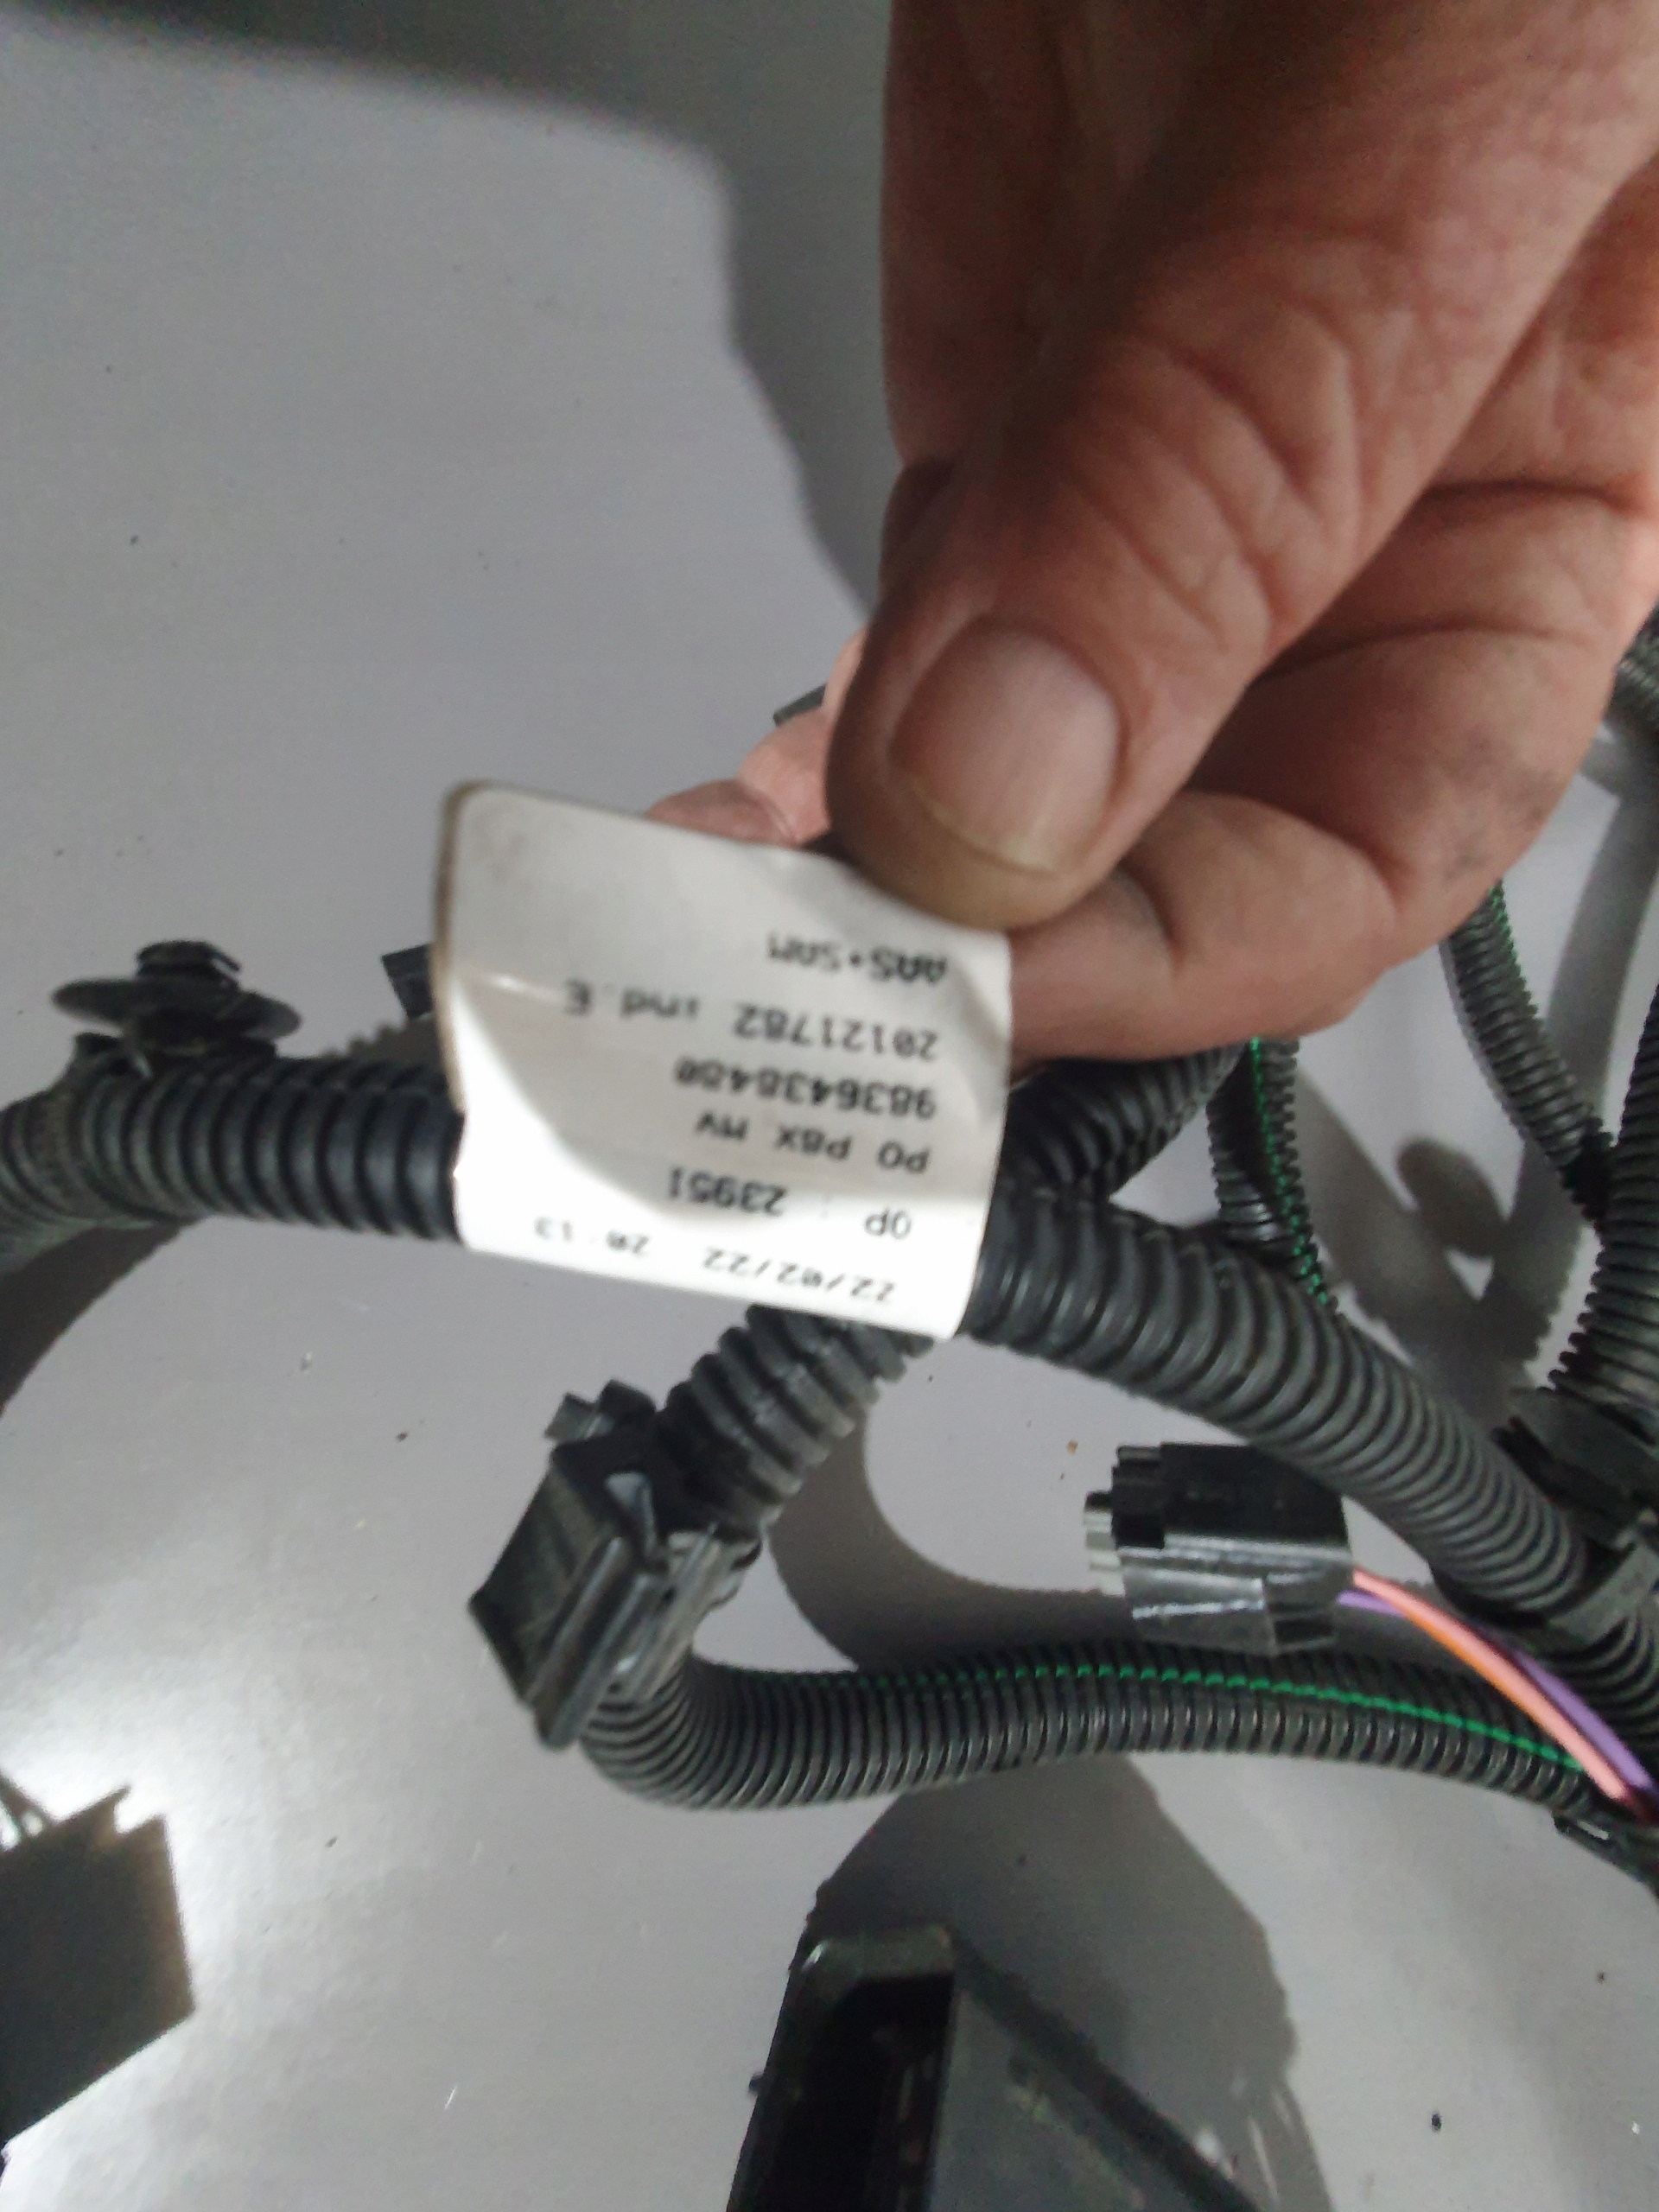 22/02/22 20 13
OP : 23951
PO P8X MV
9836438480
20121782 ind E
AAS+SAM